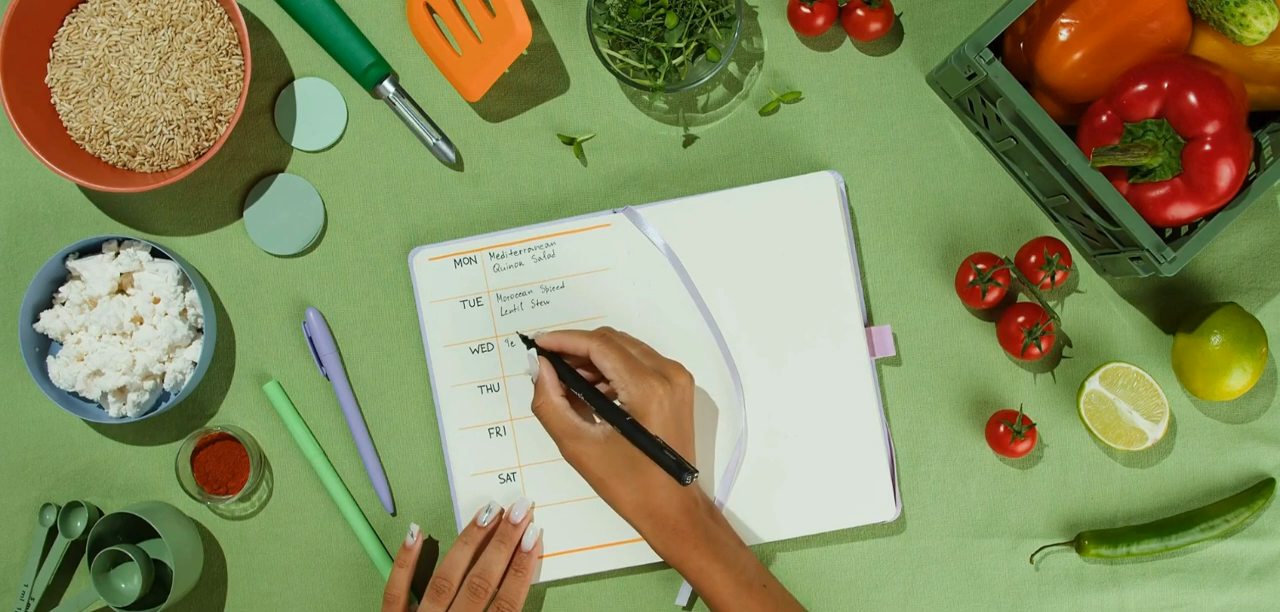 MON Mediterranean
Quinoa Salad
TUE Moroccan Spiced
Lentil Stew
WED
THU
FRI
SAT